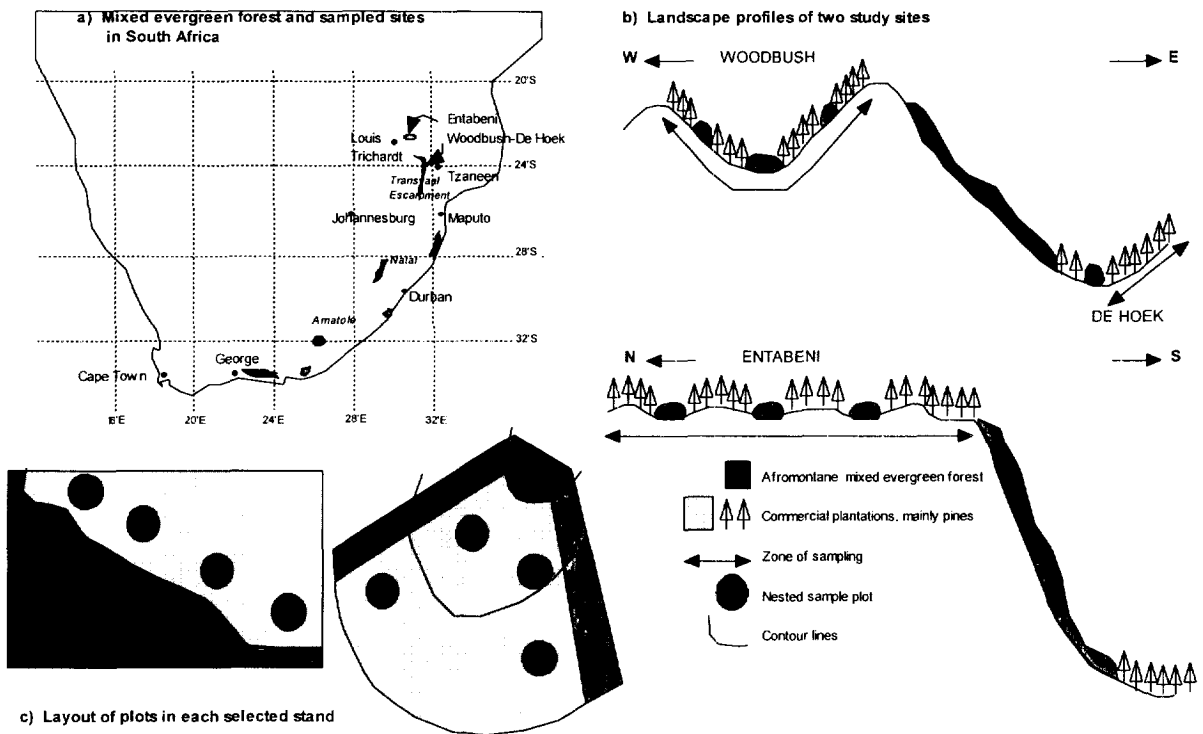 a) Mixed evergreen forest and sampled sites
in South Africa
20°S
Entabeni
Louis
Trichardt
Woodbush-De Hoek
24°S
Tzaneen
Transvaal
Escarpment
Johannesburg
Maputo
28°S
Natal
Durban
Amatole
32°S
George
Cape Town
16°E
20°E
24°E
28°E
32°E
b) Landscape profiles of two study sites
W
WOODBUSH
E
DE HOEK
N
ENTABENI
S
Afromontane mixed evergreen forest
Commercial plantations, mainly pines
Zone of sampling
Nested sample plot
Contour lines
c) Layout of plots in each selected stand